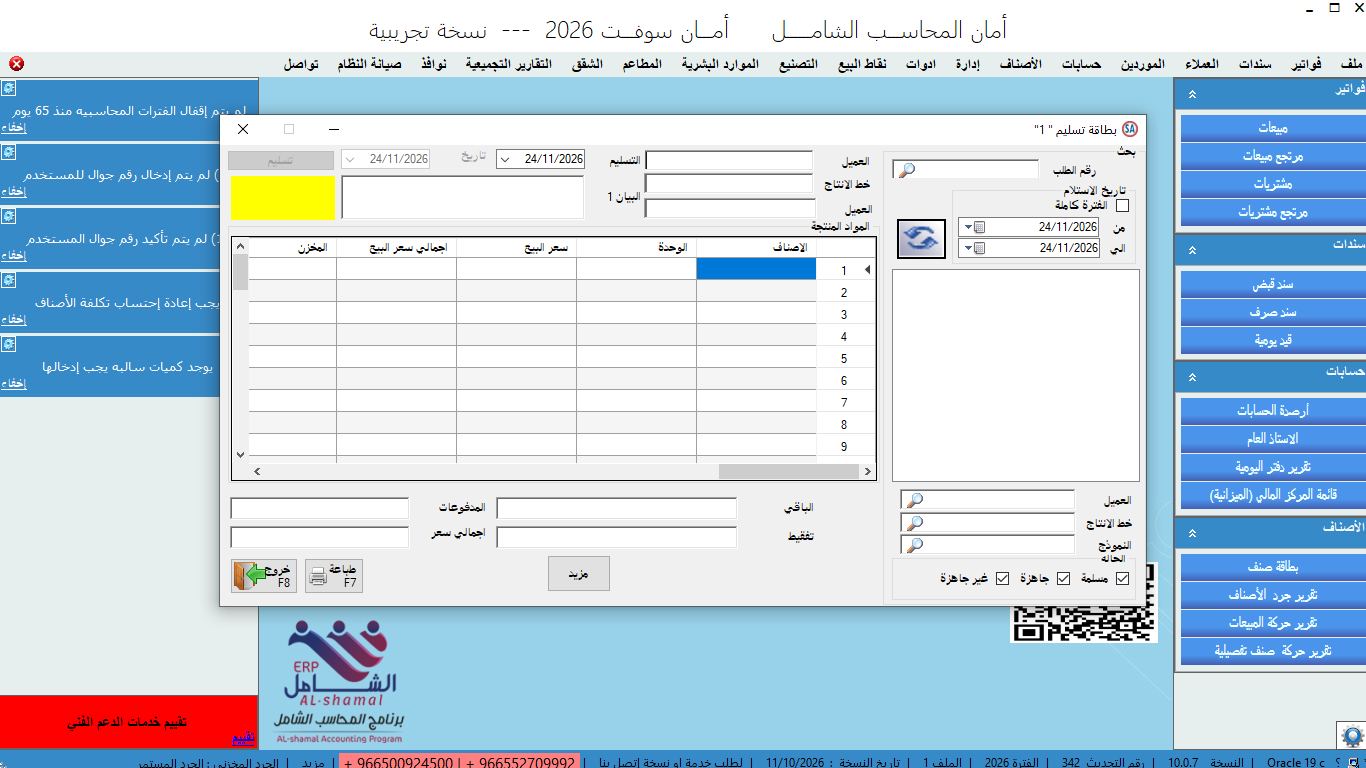 أمان المحاسب الشامل أمان سوفت 2026 --- نسخة تجريبية
ملف فواتير سندات العملاء الموردين حسابات الأصناف إدارة ادوات نقاط البيع التصنيع الموارد البشرية المطاعم الشقق التقارير التجميعية نوافذ صيانة النظام تواصل
فواتير
مبيعات
مرتجع مبيعات
مشتريات
مرتجع مشتريات
سندات
سند قبض
سند صرف
قيد يومية
حسابات
أرصدة الحسابات
الاستاذ العام
تقرير دفتر اليومية
قائمة المركز المالي (الميزانية)
الأصناف
بطاقة صنف
تقرير جرد الأصناف
تقرير حركة المبيعات
تقرير حركة صنف تفصيلية
بطاقة تسليم " 1"
بحث
رقم الطلب
تاريخ الاستلام
الفترة كاملة
من 24/11/2026
الى 24/11/2026
العميل
خط الانتاج
النموذج
الحاله
مسلمة جاهزة غير جاهزة
العميل
خط الانتاج
العميل
التسليم 24/11/2026 تاريخ 24/11/2026 تسليم
البيان 1
المواد المنتجة
الاصناف الوحدة سعر البيع اجمالي سعر البيع المخزن
1
2
3
4
5
6
7
8
9
الباقي المدفوعات
تفقيط اجمالي سعر
مزيد
طباعة F7
خروج F8
لم يتم إقفال الفترات المحاسبيه منذ 65 يوم
إخفاء
) لم يتم إدخال رقم جوال للمستخدم
إخفاء
) لم يتم تأكيد رقم جوال المستخدم
إخفاء
يجب إعادة إحتساب تكلفة الأصناف
إخفاء
يوجد كميات سالبه يجب إدخالها
إخفاء
ERP
الشامل
AL-shamal
برنامج المحاسب الشامل
AL-shamal Accounting Program
تقييم خدمات الدعم الفني
تقييم
؟ | Oracle 19 c | النسخة 10.0.7 | رقم التحديث 342 | الفترة 2026 | الملف 1 | تاريخ النسخة : 11/10/2026 | لطلب خدمة او نسخة إتصل بنا | + 966500924500 | + 966552709992 | مزيد | الجرد المخزني : الجرد المستمر